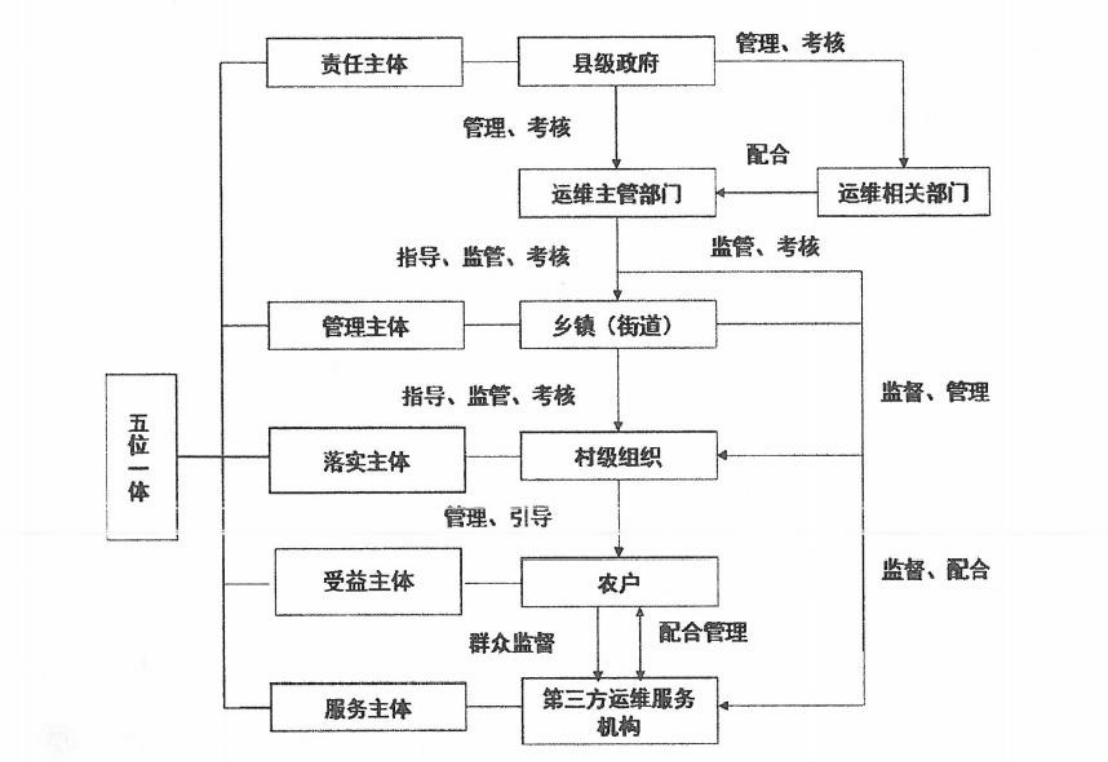 责任主体
县级政府
管理、考核
管理、考核
配合
运维主管部门
运维相关部门
指导、监管、考核
监管、考核
管理主体
乡镇（街道）
指导、监管、考核
监督、管理
五位一体
落实主体
村级组织
管理、引导
受益主体
农户
监督、配合
群众监督
配合管理
服务主体
第三方运维服务
机构